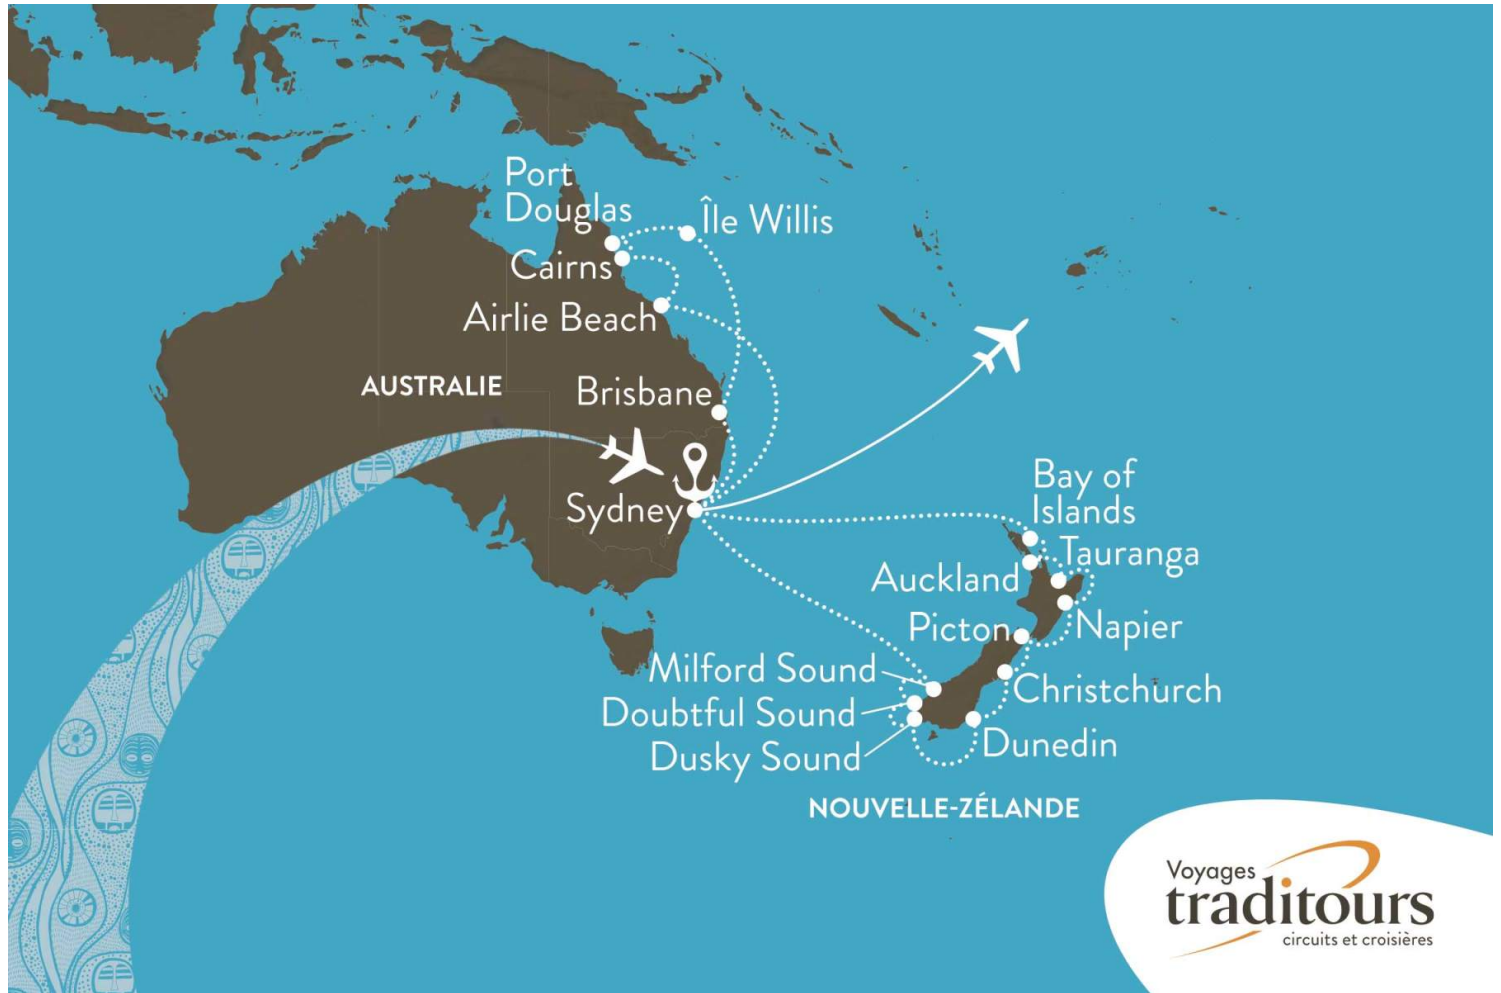 Port
Douglas
Île Willis
Cairns
Airlie Beach
AUSTRALIE
Brisbane
Sydney
Bay of
Islands
Tauranga
Auckland
Picton
Napier
Milford Sound
Christchurch
Doubtful Sound
Dunedin
Dusky Sound
NOUVELLE-ZÉLANDE
Voyages
traditours
circuits et croisières